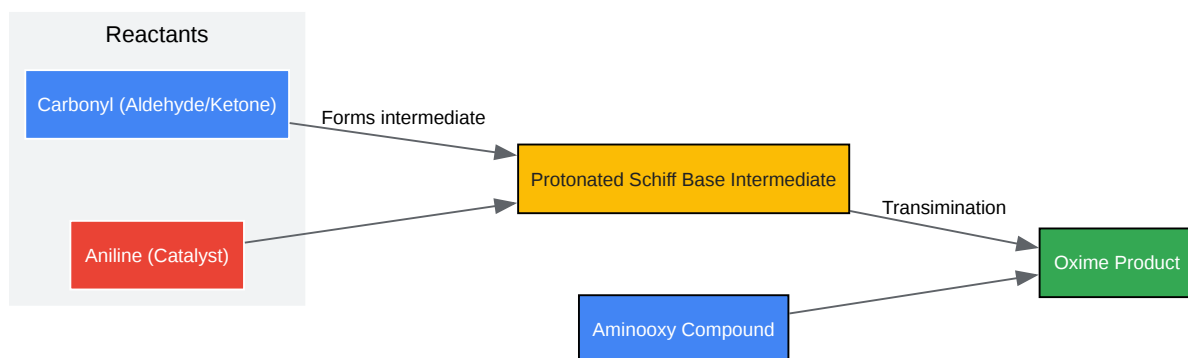 Reactants
Carbonyl (Aldehyde/Ketone)
Forms intermediate
Protonated Schiff Base Intermediate
Transimination
Aniline (Catalyst)
Oxime Product
Aminooxy Compound